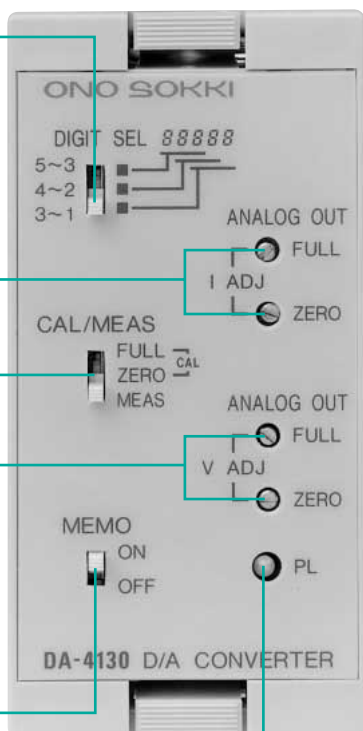 ONO SOKKI
DIGIT SEL 88888
5~3
4~2
3~1
ANALOG OUT
FULL
I ADJ
ZERO
CAL/MEAS
FULL
ZERO
CAL
MEAS
ANALOG OUT
FULL
V ADJ
ZERO
MEMO
ON
OFF
PL
DA-4130 D/A CONVERTER